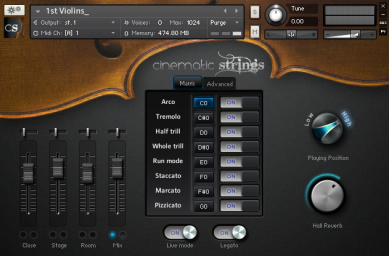 1st Violins_
Output: st. 1
Voices: 0 Max: 1024 Purge
Midi Ch: [A] 1
Memory: 474.80 MB
S
M
Tune
0.00
CS
cinematic strings
Main
Advanced
Arco C0 ON
Tremolo C#0 ON
Half trill D0 ON
Whole trill D#0 ON
Run mode E0 ON
Staccato F0 ON
Marcato F#0 ON
Pizzicato G0 ON
Low High
Playing Position
Hall Reverb
Close Stage Room Mix
ON ON
Live mode Legato